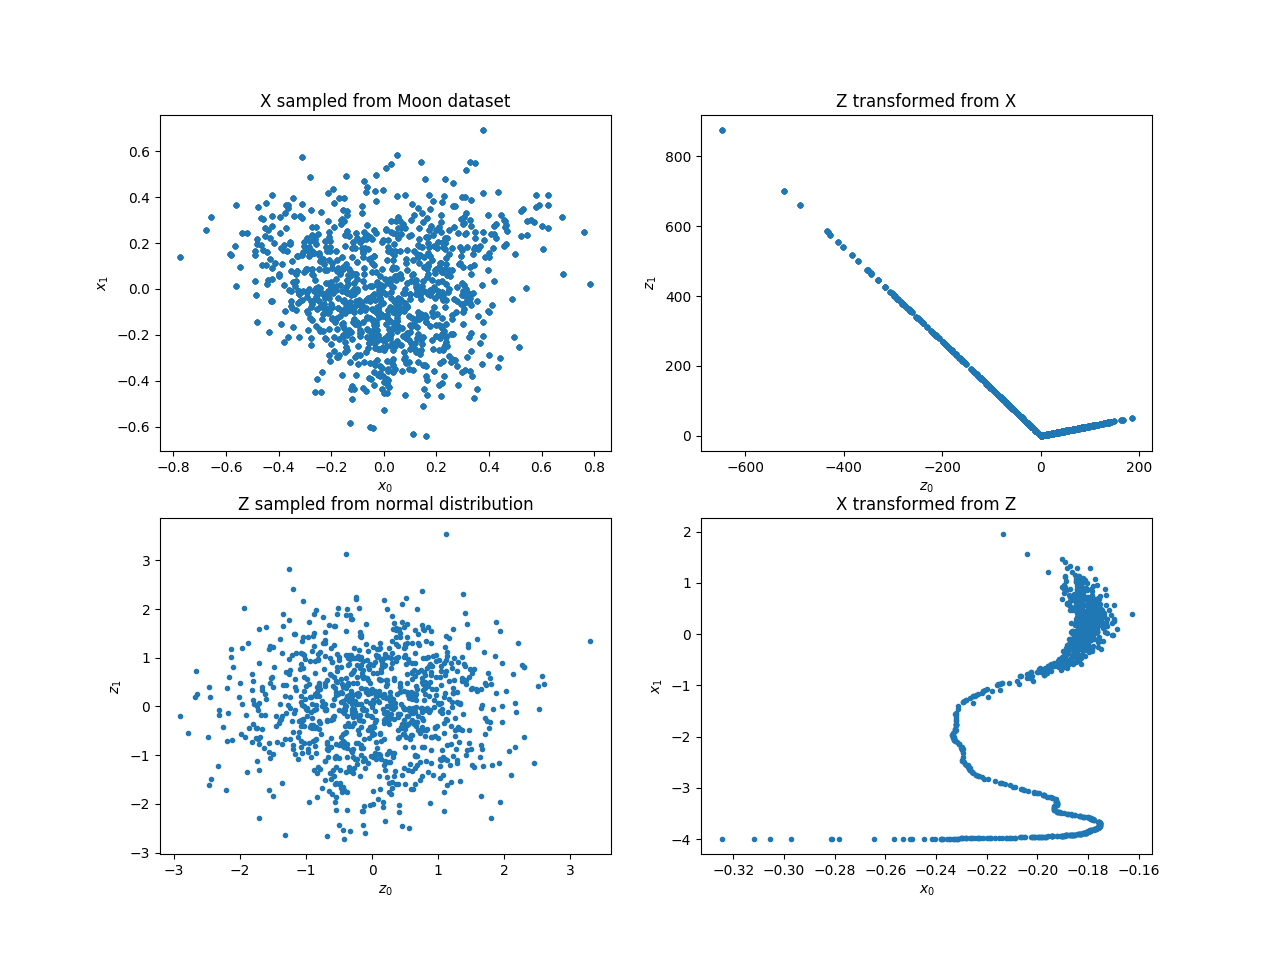 X sampled from Moon dataset
0.6
0.4
0.2
0.0
−0.2
−0.4
−0.6
x₁
−0.8 −0.6 −0.4 −0.2 0.0 0.2 0.4 0.6 0.8
x₀
Z transformed from X
800
600
400
200
0
z₁
−600 −400 −200 0 200
z₀
Z sampled from normal distribution
3
2
1
0
−1
−2
−3
z₁
−3 −2 −1 0 1 2 3
z₀
X transformed from Z
2
1
0
−1
−2
−3
−4
x₁
−0.32 −0.30 −0.28 −0.26 −0.24 −0.22 −0.20 −0.18 −0.16
x₀